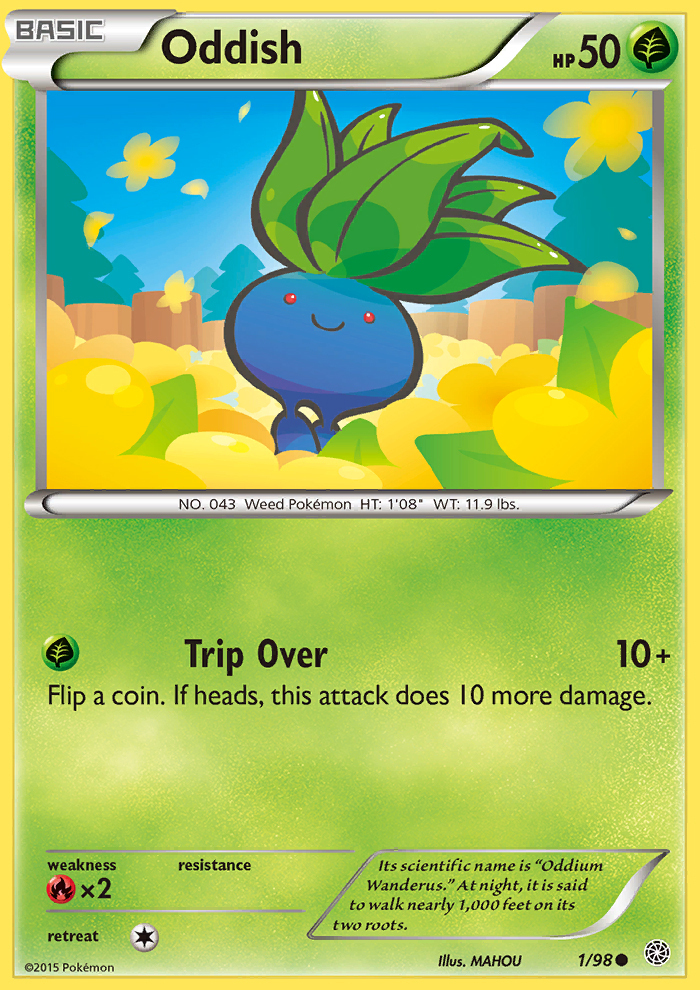 BASIC
Oddish
HP50
NO. 043 Weed Pokémon HT: 1'08" WT: 11.9 lbs.
Trip Over 10+
Flip a coin. If heads, this attack does 10 more damage.
weakness resistance
×2
retreat
Its scientific name is “Oddium
Wanderus.” At night, it is said
to walk nearly 1,000 feet on its
two roots.
©2015 Pokémon
Illus. MAHOU 1/98